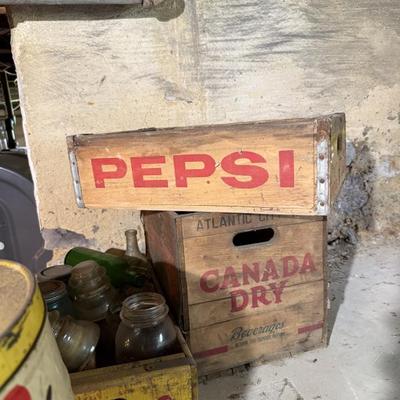 PEPSI
ATLANTIC CITY
CANADA
DRY
Beverages